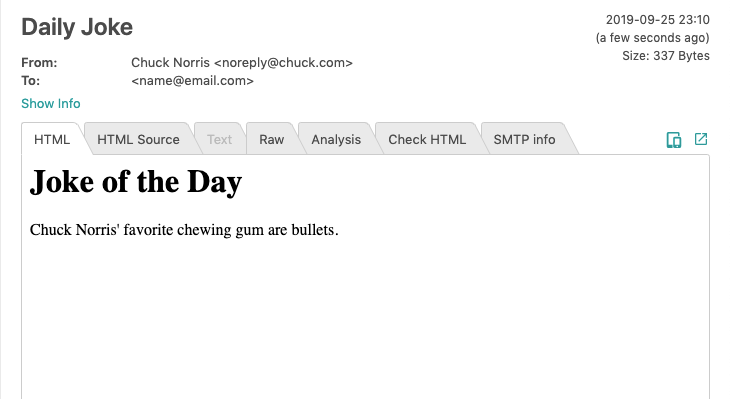 Daily Joke
2019-09-25 23:10
(a few seconds ago)
Size: 337 Bytes
From: Chuck Norris <noreply@chuck.com>
To: <name@email.com>
Show Info
HTML HTML Source Text Raw Analysis Check HTML SMTP info
Joke of the Day
Chuck Norris' favorite chewing gum are bullets.